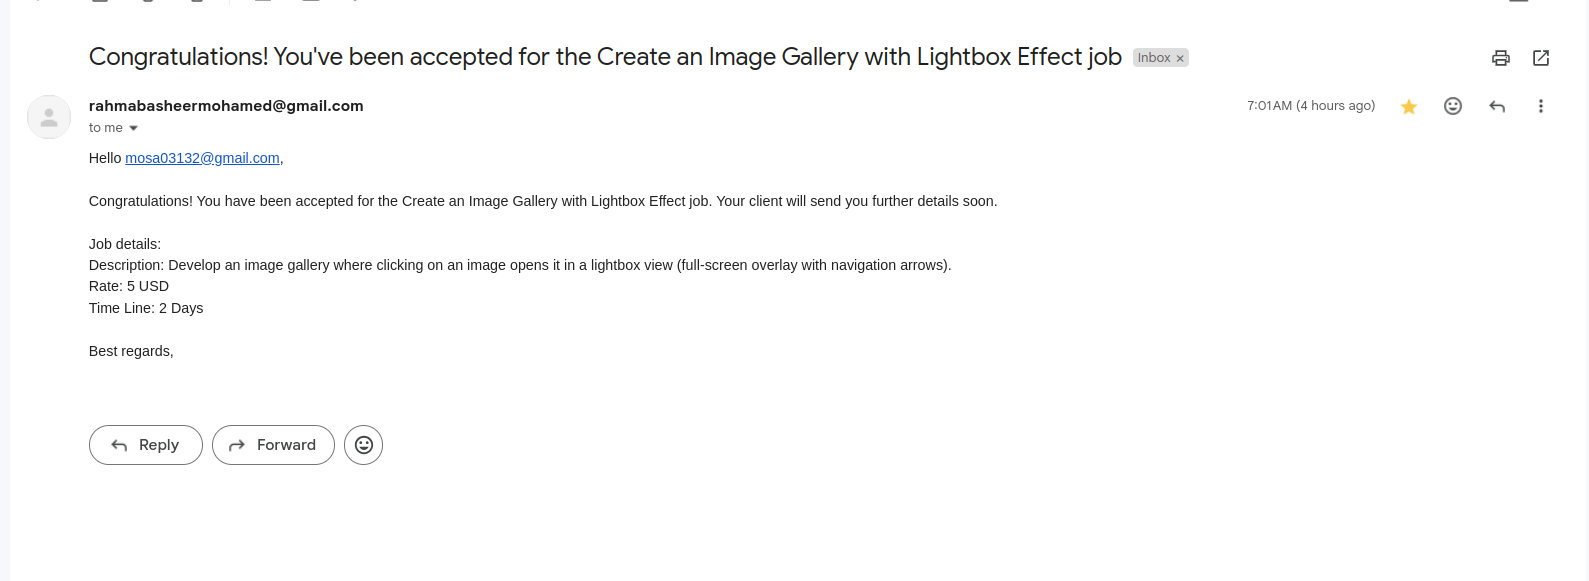 Congratulations! You've been accepted for the Create an Image Gallery with Lightbox Effect job Inbox ×
rahmabasheermohamed@gmail.com 7:01 AM (4 hours ago)
to me
Hello mosa03132@gmail.com,
Congratulations! You have been accepted for the Create an Image Gallery with Lightbox Effect job. Your client will send you further details soon.
Job details:
Description: Develop an image gallery where clicking on an image opens it in a lightbox view (full-screen overlay with navigation arrows).
Rate: 5 USD
Time Line: 2 Days
Best regards,
Reply Forward